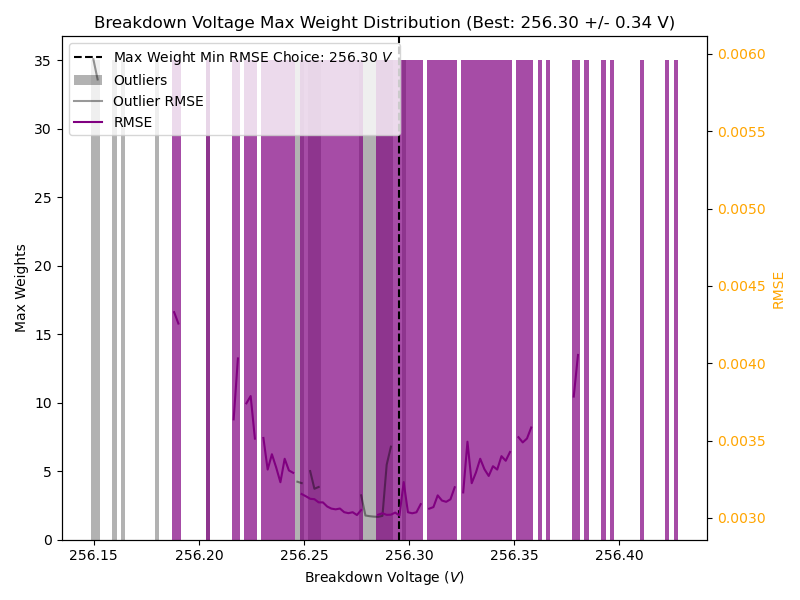 Breakdown Voltage Max Weight Distribution (Best: 256.30 +/- 0.34 V)
Max Weight Min RMSE Choice: 256.30 V
Outliers
Outlier RMSE
RMSE
35
30
25
20
15
10
5
0
Max Weights
0.0060
0.0055
0.0050
0.0045
0.0040
0.0035
0.0030
RMSE
256.15 256.20 256.25 256.30 256.35 256.40
Breakdown Voltage (V)